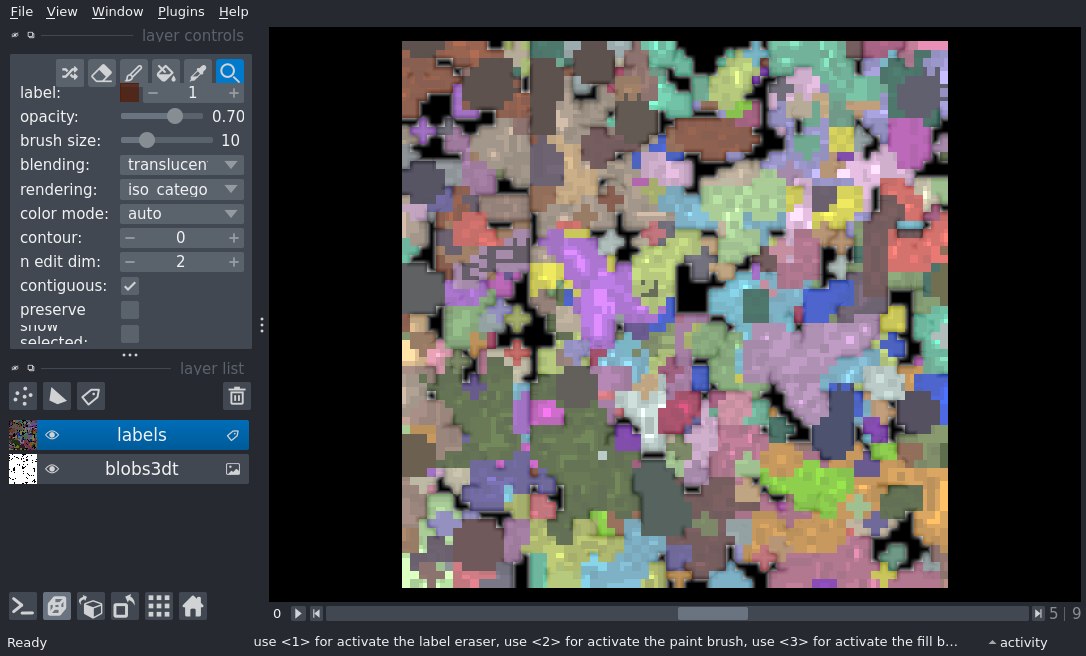 File View Window Plugins Help
layer controls
label: 1
opacity: 0.70
brush size: 10
blending: translucen
rendering: iso_catego
color mode: auto
contour: 0
n edit dim: 2
contiguous:
preserve
show
selected:
layer list
labels
blobs3dt
0 5 | 9
Ready use <1> for activate the label eraser, use <2> for activate the paint brush, use <3> for activate the fill b... activity